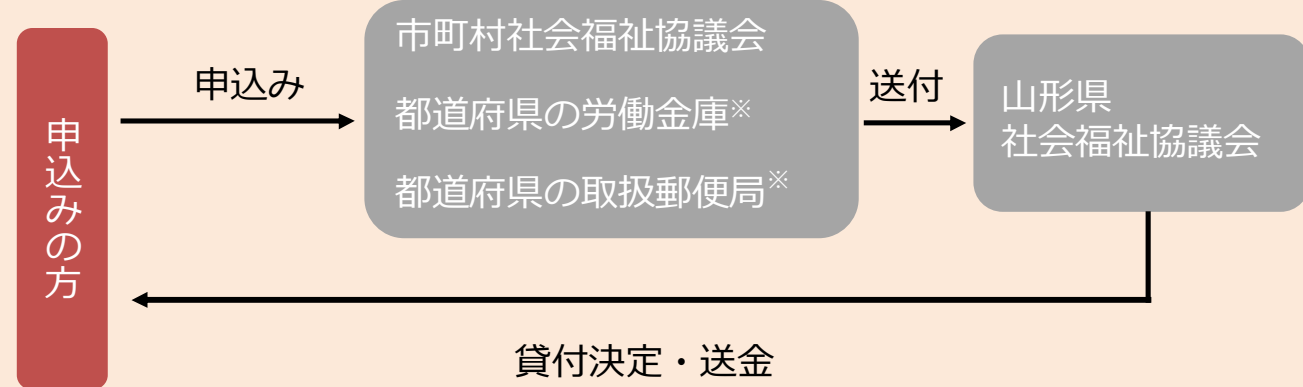 申込みの方
申込み
市町村社会福祉協議会
都道府県の労働金庫※
都道府県の取扱郵便局※
送付
山形県
社会福祉協議会
貸付決定・送金